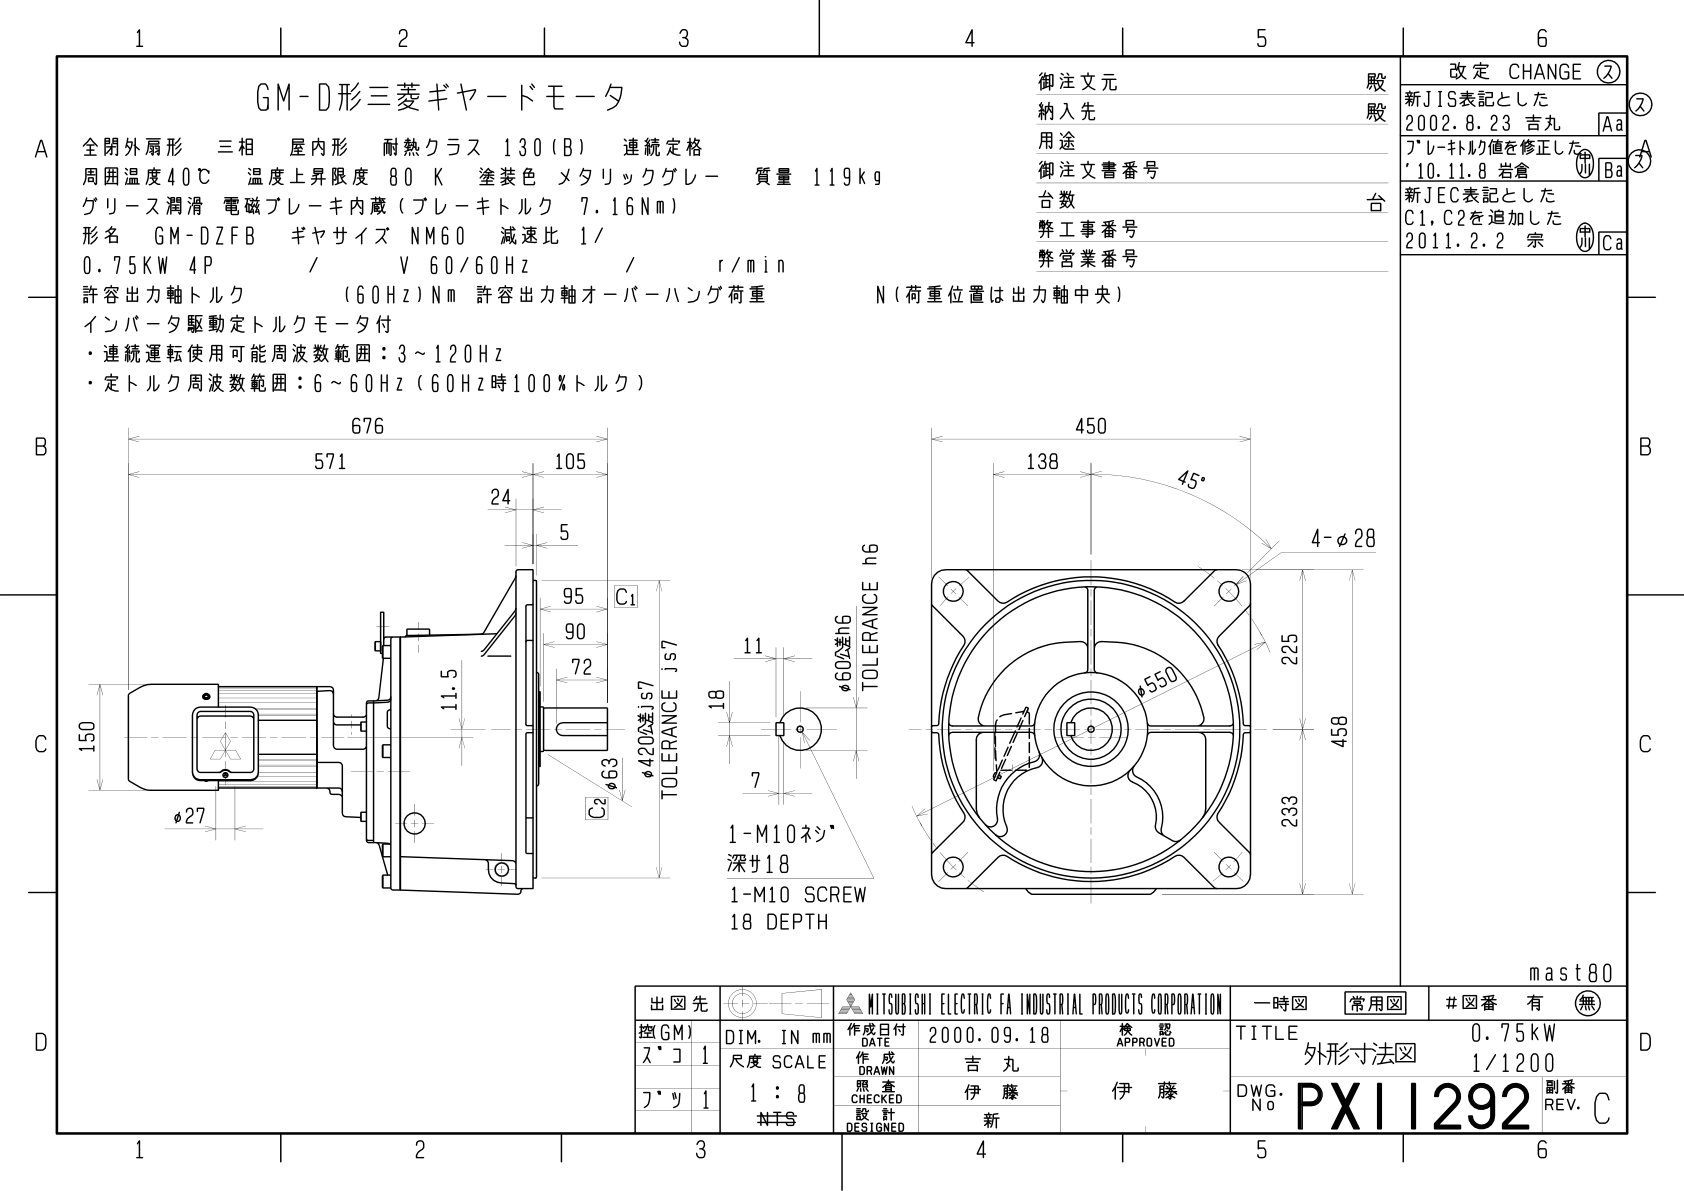 1 2 3 4 5 6
GM-D形三菱ギヤードモータ
全閉外扇形 三相 屋内形 耐熱クラス 130(B) 連続定格
周囲温度40℃ 温度上昇限度 80 K 塗装色 メタリックグレー 質量 119kg
グリース潤滑 電磁ブレーキ内蔵(ブレーキトルク 7.16Nm)
形名 GM-DZFB ギヤサイズ NM60 減速比 1/
0.75KW 4P / V 60/60Hz / r/min
許容出力軸トルク (60Hz)Nm 許容出力軸オーバーハング荷重 N(荷重位置は出力軸中央)
インバータ駆動定トルクモータ付
・連続運転使用可能周波数範囲:3~120Hz
・定トルク周波数範囲:6~60Hz(60Hz時100%トルク)
御注文元 殿
納入先 殿
用途
御注文書番号
台数 台
弊工事番号
弊営業番号
改定 CHANGE ス
新JIS表記とした ス
2002.8.23 吉丸 Aa
ブレーキトルク値を修正した
'10.11.8 岩倉 中川 Ba ス
新JEC表記とした
C1,C2を追加した
2011.2.2 宗 中川 Ca
A A
B B
C C
D D
676
571 105
24
5
95 C1
90
72
11.5
150
φ27
φ63
C2
φ420公差js7
TOLERANCE js7
11
18
7
φ60公差h6
TOLERANCE h6
1-M10ネジ
深サ18
1-M10 SCREW
18 DEPTH
450
138
45°
4-φ28
φ550
225
458
233
mast80
出図先
控(GM)
ズコ 1
ブツ 1
DIM. IN mm
尺度 SCALE
1 : 8
NTS
MITSUBISHI ELECTRIC FA INDUSTRIAL PRODUCTS CORPORATION
作成日付 DATE 2000.09.18
作成 DRAWN 吉丸
照査 CHECKED 伊藤
設計 DESIGNED 新
検認 APPROVED
伊藤
一時図 常用図 #図番 有 無
TITLE
外形寸法図
0.75kW
1/1200
DWG. No PX11292 副番 REV. C
1 2 3 4 5 6